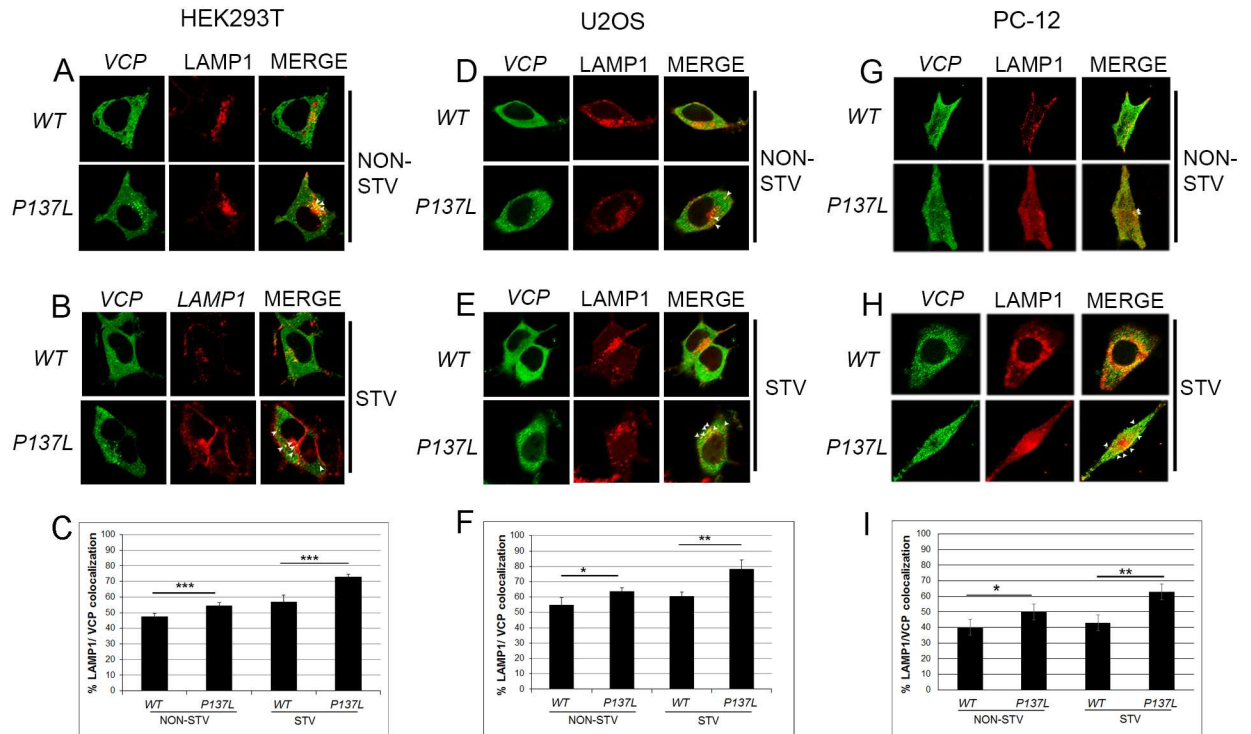 HEK293T
U2OS
PC-12
A
VCP LAMP1 MERGE
WT
P137L
NON-
STV
B
VCP LAMP1 MERGE
WT
P137L
STV
C
% LAMP1/ VCP colocalization
100
90
80
70
60
50
40
30
20
10
0
***
***
WT P137L WT P137L
NON-STV STV
D
VCP LAMP1 MERGE
WT
P137L
NON-
STV
E
VCP LAMP1 MERGE
WT
P137L
STV
F
% LAMP1/ VCP colocalization
100
90
80
70
60
50
40
30
20
10
0
*
**
WT P137L WT P137L
NON-STV STV
G
VCP LAMP1 MERGE
WT
P137L
NON-
STV
H
VCP LAMP1 MERGE
WT
P137L
STV
I
% LAMP1/VCP colocalization
100
90
80
70
60
50
40
30
20
10
0
*
**
WT P137L WT P137L
NON-STV STV